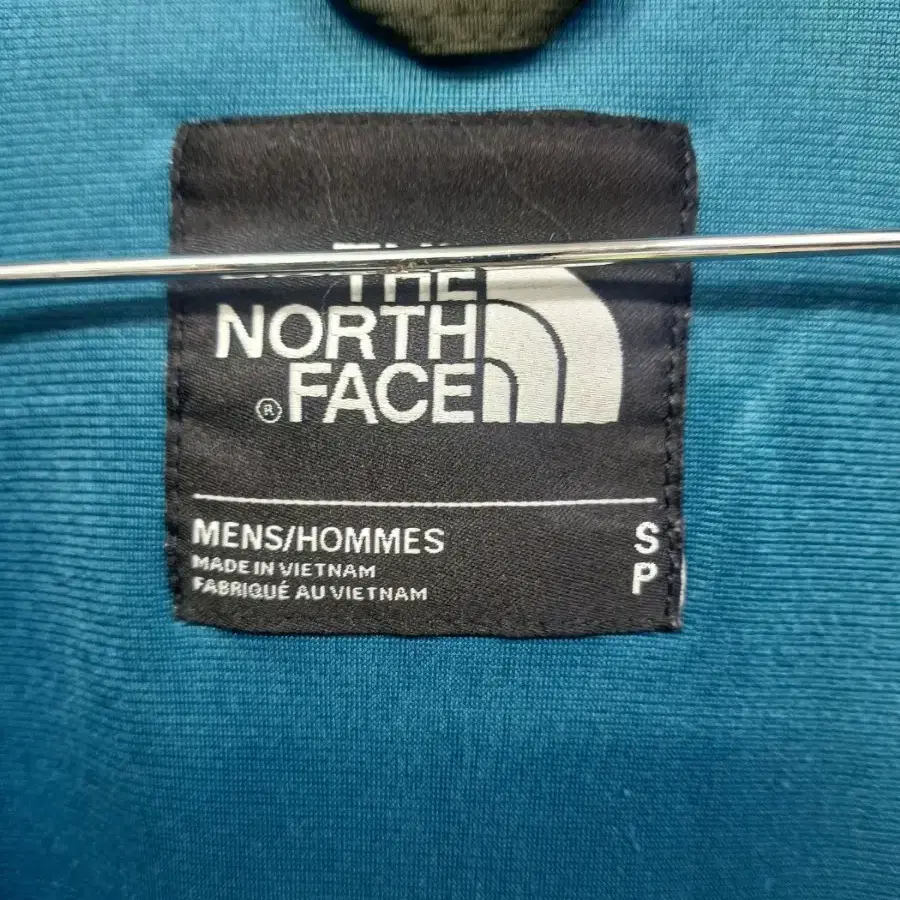 THE
NORTH
® FACE
MENS/HOMMES S
MADE IN VIETNAM P
FABRIQUÉ AU VIETNAM